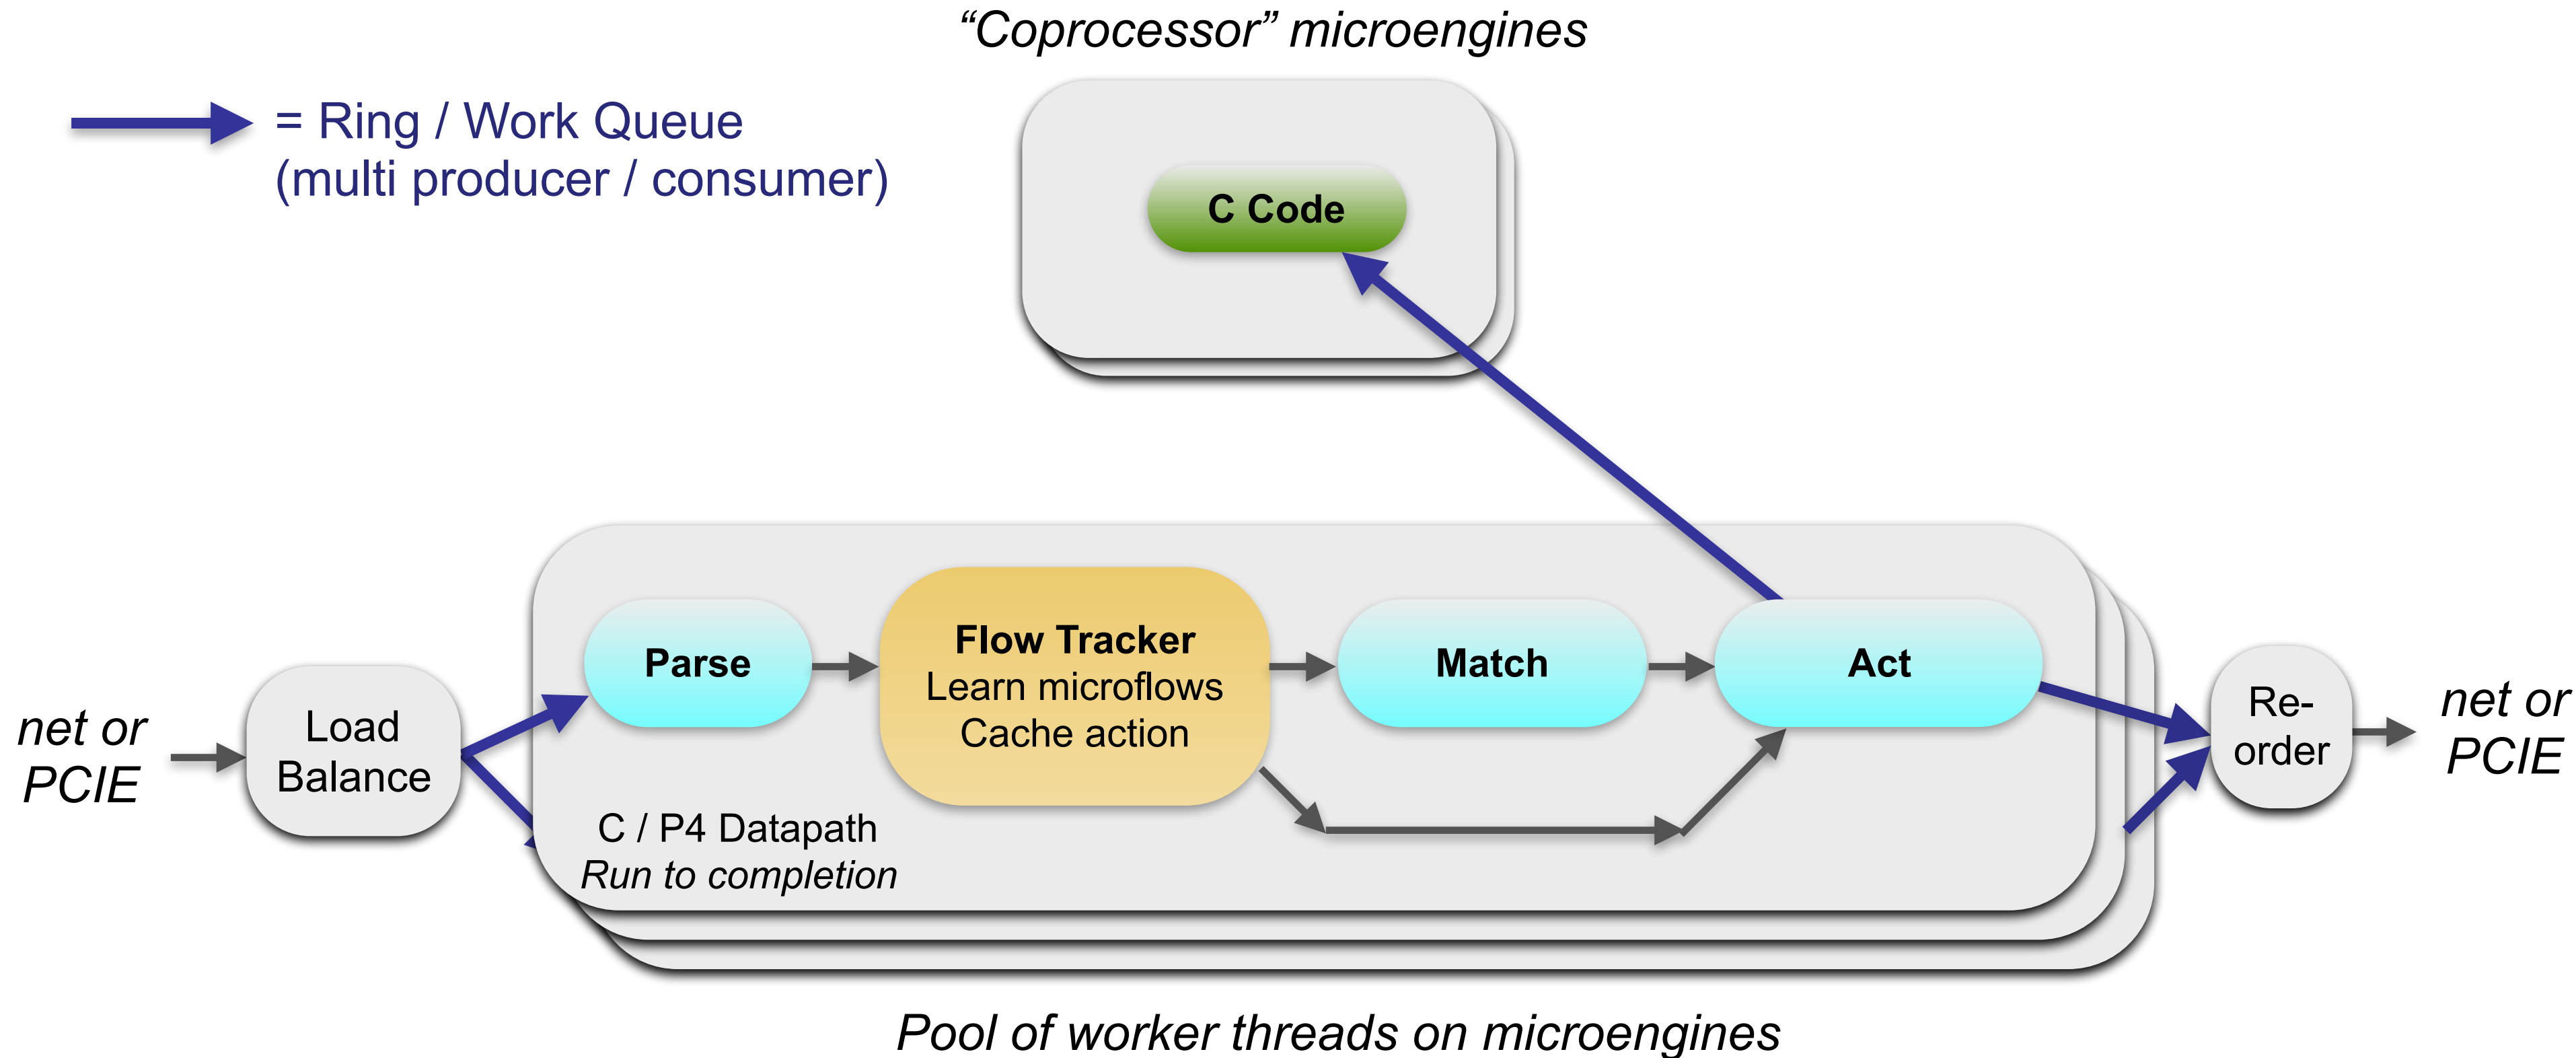 “Coprocessor” microengines
= Ring / Work Queue
(multi producer / consumer)
C Code
net or
PCIE
Load
Balance
Parse
Flow Tracker
Learn microflows
Cache action
Match
Act
C / P4 Datapath
Run to completion
Re-
order
net or
PCIE
Pool of worker threads on microengines